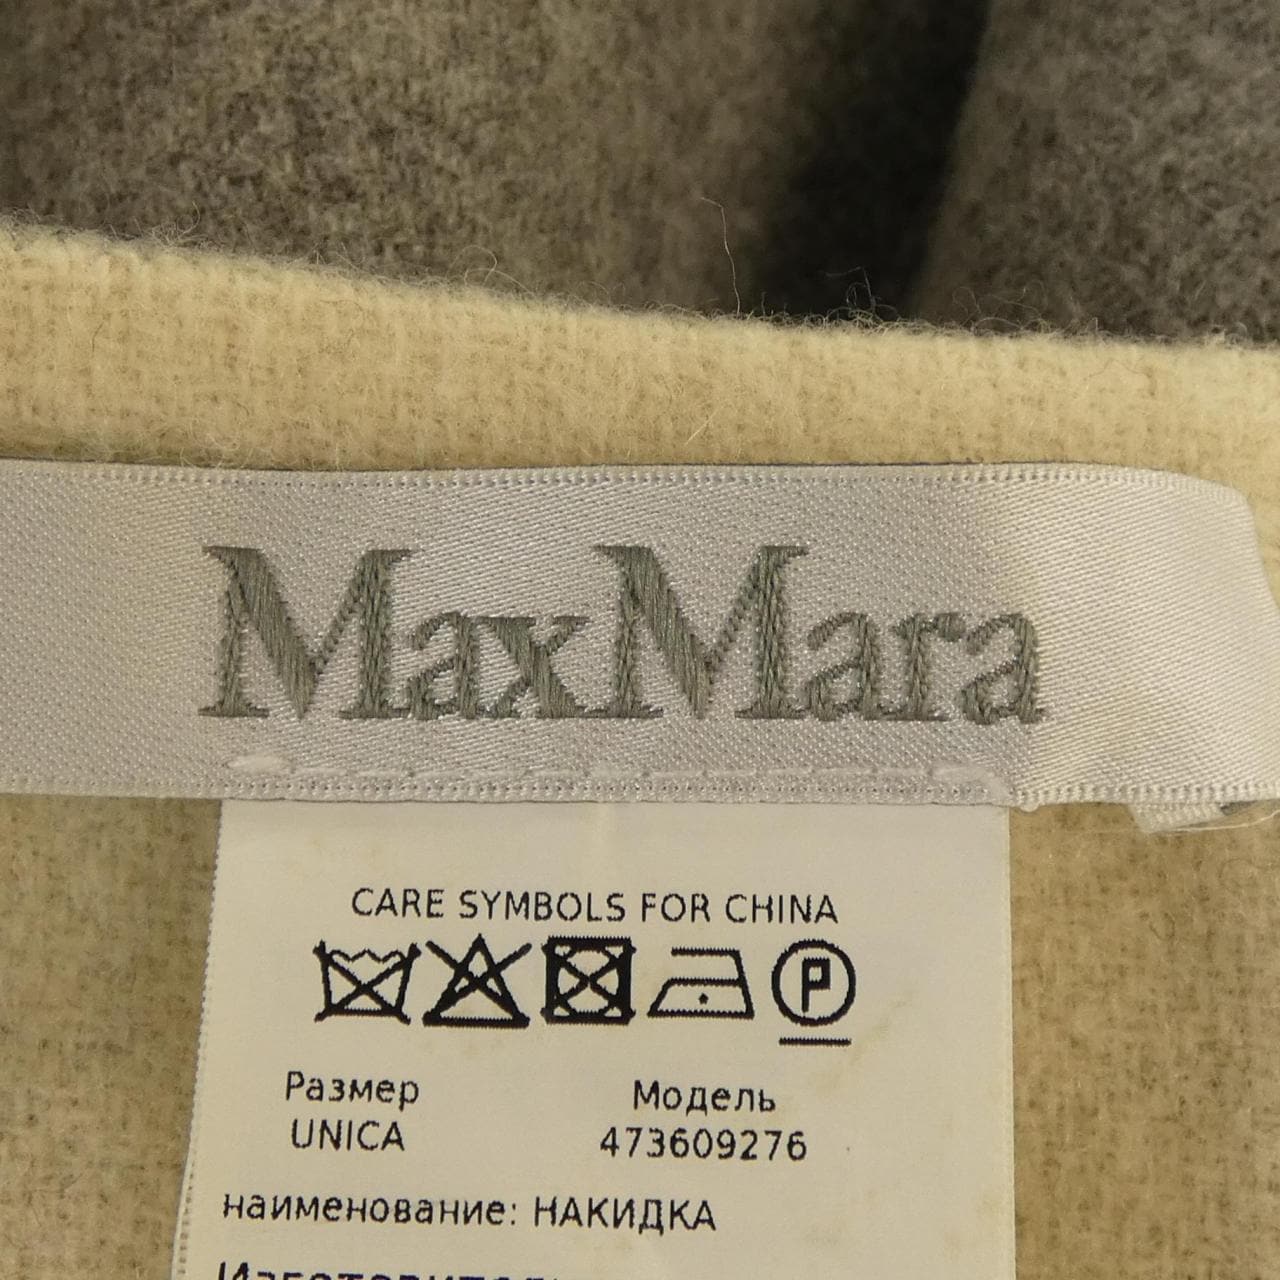 MaxMara
CARE SYMBOLS FOR CHINA
P
Размер Модель
UNICA 473609276
наименование: НАКИДКА